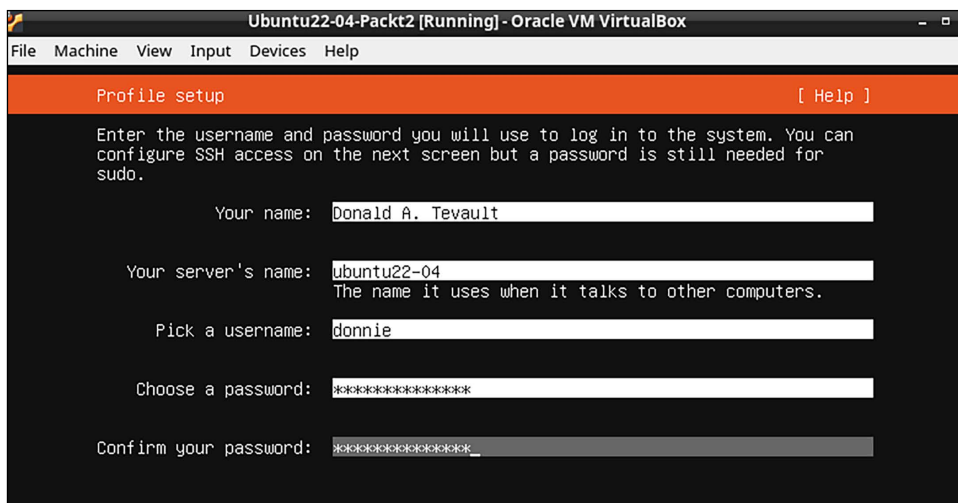 Ubuntu22-04-Packt2 [Running] - Oracle VM VirtualBox
File Machine View Input Devices Help
Profile setup [ Help ]
Enter the username and password you will use to log in to the system. You can
configure SSH access on the next screen but a password is still needed for
sudo.
Your name: Donald A. Tevault
Your server's name: ubuntu22-04
The name it uses when it talks to other computers.
Pick a username: donnie
Choose a password: **************
Confirm your password: **************_